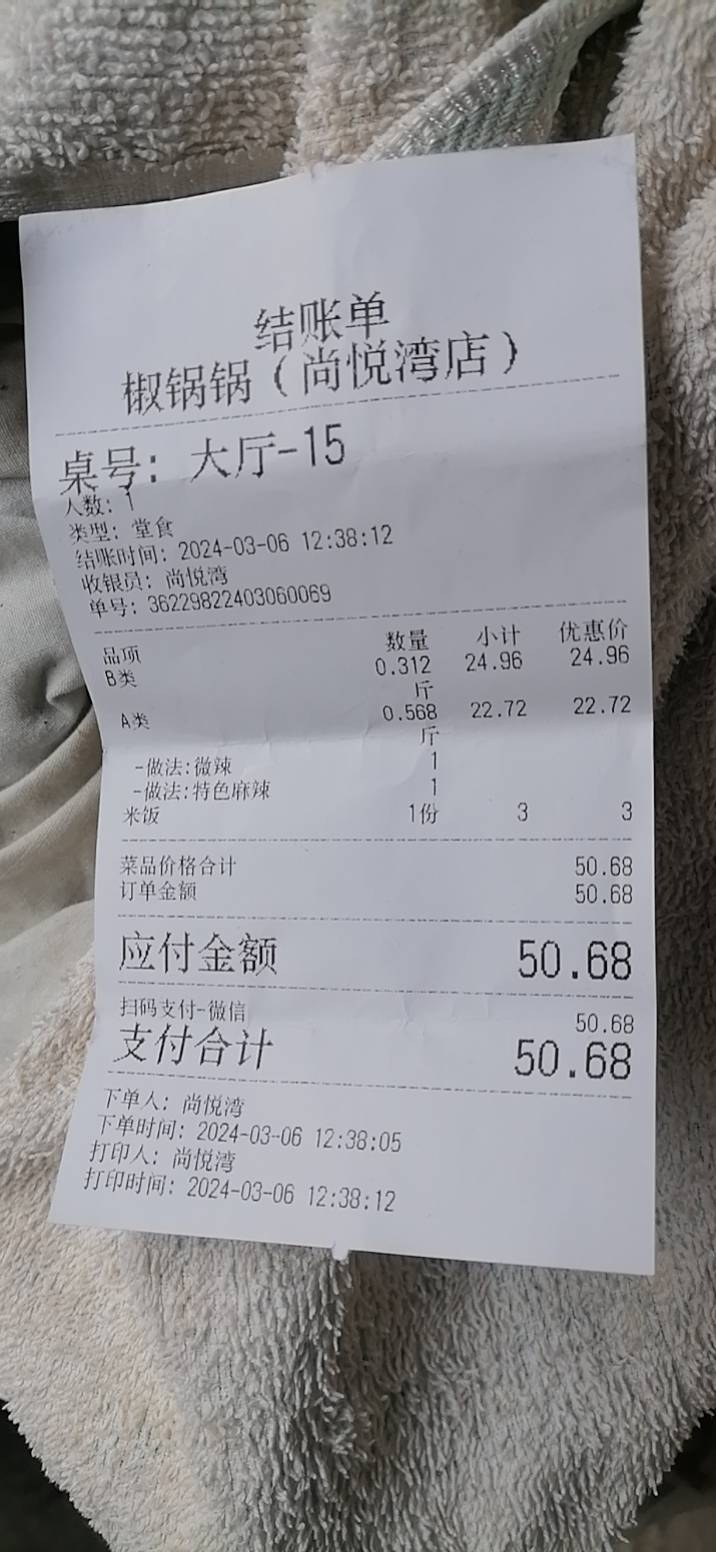 结账单
椒锅锅(尚悦湾店)
桌号: 大厅-15
人数: 1
类型: 堂食
结账时间: 2024-03-06 12:38:12
收银员: 尚悦湾
单号: 36229822403060069
品项 数量 小计 优惠价
B类 0.312 24.96 24.96
斤
A类 0.568 22.72 22.72
斤
-做法:微辣 1
-做法:特色麻辣 1
米饭 1份 3 3
菜品价格合计 50.68
订单金额 50.68
应付金额 50.68
扫码支付-微信 50.68
支付合计 50.68
下单人: 尚悦湾
下单时间: 2024-03-06 12:38:05
打印人: 尚悦湾
打印时间: 2024-03-06 12:38:12